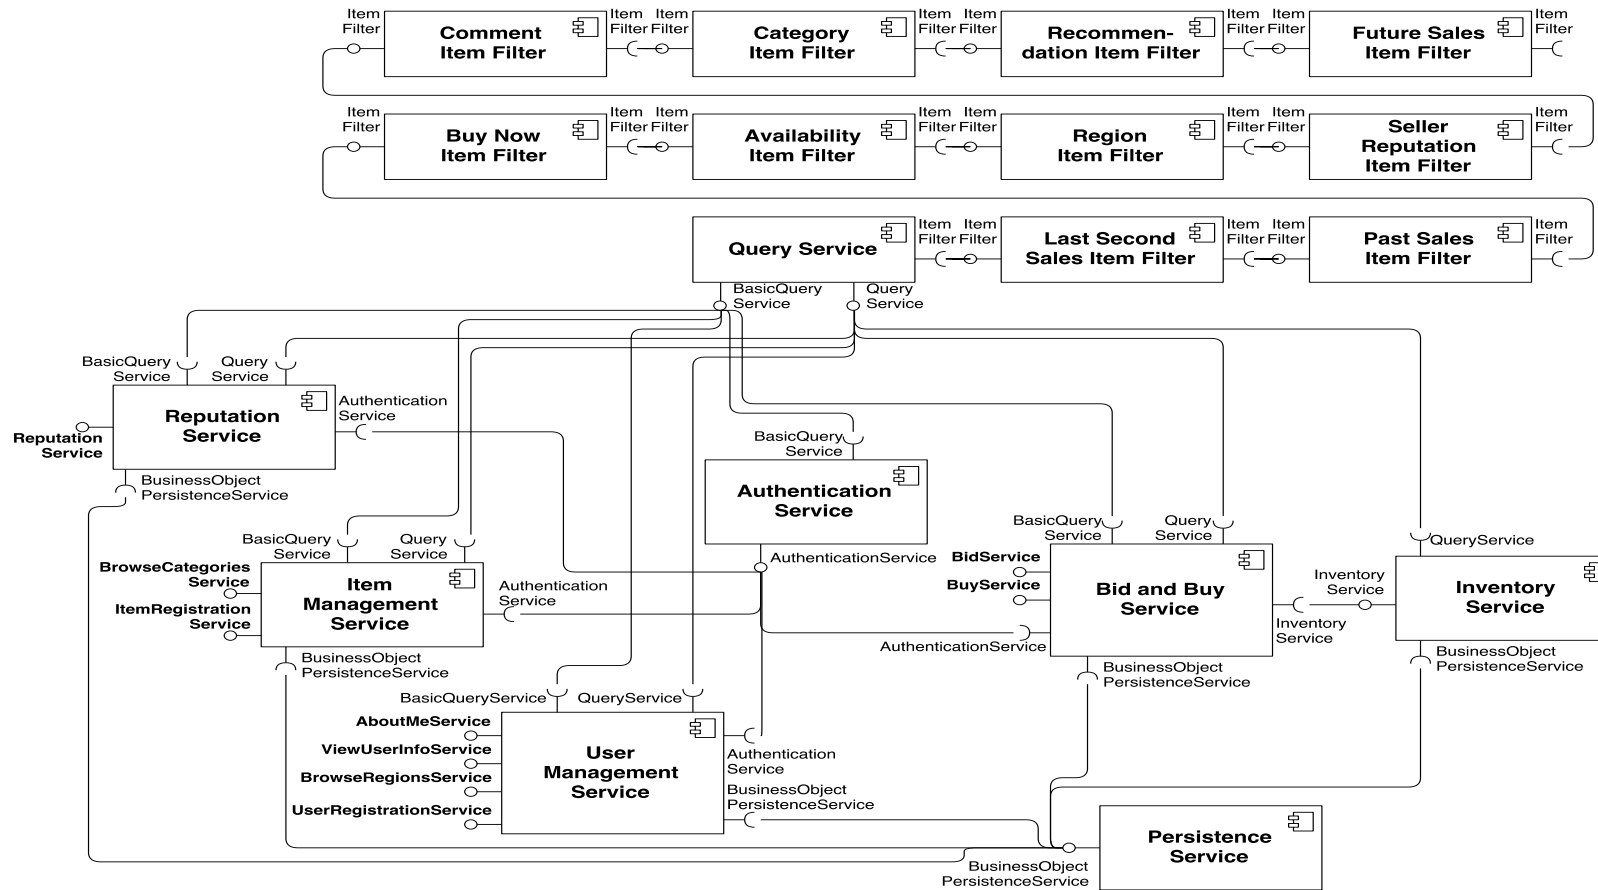 Item
Filter
Comment
Item Filter
Item
Filter
Item
Filter
Category
Item Filter
Item
Filter
Item
Filter
Recommen-
dation Item Filter
Item
Filter
Item
Filter
Future Sales
Item Filter
Item
Filter
Item
Filter
Buy Now
Item Filter
Item
Filter
Item
Filter
Availability
Item Filter
Item
Filter
Item
Filter
Region
Item Filter
Item
Filter
Item
Filter
Seller
Reputation
Item Filter
Item
Filter
Query Service
Item
Filter
Item
Filter
Last Second
Sales Item Filter
Item
Filter
Item
Filter
Past Sales
Item Filter
Item
Filter
BasicQuery
Service
Query
Service
BasicQuery
Service
Query
Service
Reputation
Service
Authentication
Service
Reputation
Service
BusinessObject
PersistenceService
BasicQuery
Service
Authentication
Service
AuthenticationService
BasicQuery
Service
Query
Service
BrowseCategories
Service
ItemRegistration
Service
Item
Management
Service
Authentication
Service
BusinessObject
PersistenceService
BasicQuery
Service
Query
Service
BidService
BuyService
Bid and Buy
Service
AuthenticationService
Inventory
Service
Inventory
Service
QueryService
Inventory
Service
BusinessObject
PersistenceService
BusinessObject
PersistenceService
BasicQueryService
QueryService
AboutMeService
ViewUserInfoService
BrowseRegionsService
UserRegistrationService
User
Management
Service
Authentication
Service
BusinessObject
PersistenceService
Persistence
Service
BusinessObject
PersistenceService